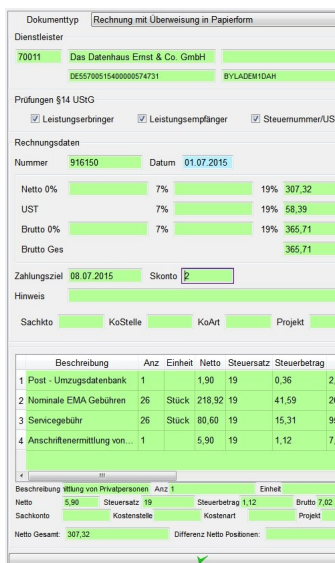 Dokumenttyp Rechnung mit Überweisung in Papierform
Dienstleister
70011 Das Datenhaus Ernst & Co. GmbH
DE55700515400000574731 BYLADEM1DAH
Prüfungen §14 UStG
Leistungserbringer Leistungsempfänger Steuernummer/US
Rechnungsdaten
Nummer 916150 Datum 01.07.2015
Netto 0% 7% 19% 307,32
UST 7% 19% 58,39
Brutto 0% 7% 19% 365,71
Brutto Ges 365,71
Zahlungsziel 08.07.2015 Skonto 2
Hinweis
Sachkto KoStelle KoArt Projekt
Beschreibung Anz Einheit Netto Steuersatz Steuerbetrag
1 Post - Umzugsdatenbank 1 1,90 19 0,36 2,
2 Nominale EMA Gebühren 26 Stück 218,92 19 41,59 26
3 Servicegebühr 26 Stück 80,60 19 15,31 95
4 Anschriftenermittlung von... 1 5,90 19 1,12 7,
Beschreibung ittlung von Privatpersonen Anz 1 Einheit
Netto 5,90 Steuersatz 19 Steuerbetrag 1,12 Brutto 7,02
Sachkonto Kostenstelle Kostenart Projekt
Netto Gesamt: 307,32 Differenz Netto Positionen: